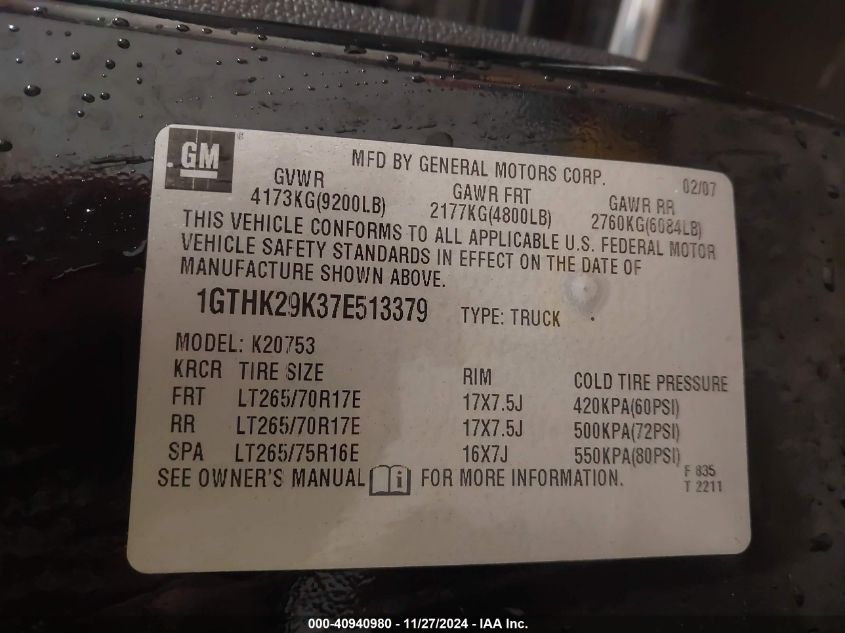 GM
MFD BY GENERAL MOTORS CORP. 02/07
GVWR GAWR FRT GAWR RR
4173KG(9200LB) 2177KG(4800LB) 2760KG(6084LB)
THIS VEHICLE CONFORMS TO ALL APPLICABLE U.S. FEDERAL MOTOR
VEHICLE SAFETY STANDARDS IN EFFECT ON THE DATE OF
MANUFACTURE SHOWN ABOVE.
1GTHK29K37E513379 TYPE: TRUCK
MODEL: K20753
KRCR TIRE SIZE RIM COLD TIRE PRESSURE
FRT LT265/70R17E 17X7.5J 420KPA(60PSI)
RR LT265/70R17E 17X7.5J 500KPA(72PSI)
SPA LT265/75R16E 16X7J 550KPA(80PSI)
SEE OWNER'S MANUAL i FOR MORE INFORMATION.
F 835
T 2211
000-40940980 - 11/27/2024 - IAA Inc.